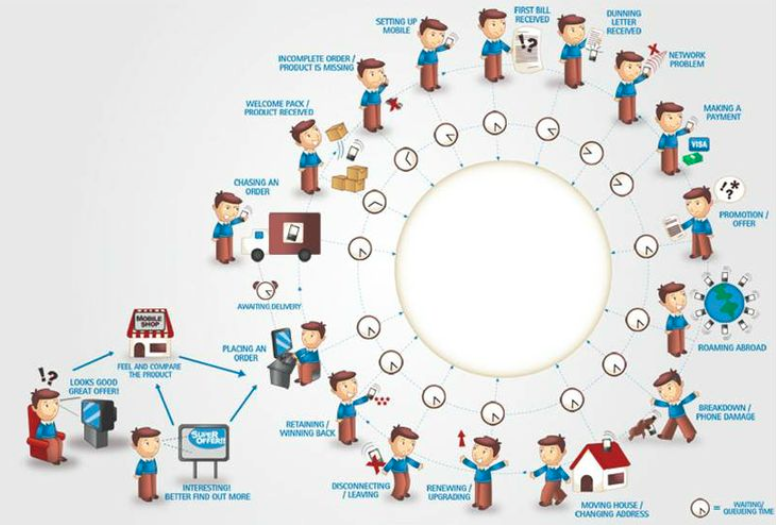 SETTING UP
MOBILE
FIRST BILL
RECEIVED
!?
DUNNING
LETTER
RECEIVED
NETWORK
PROBLEM
INCOMPLETE ORDER /
PRODUCT IS MISSING
MAKING A
PAYMENT
VISA
WELCOME PACK /
PRODUCT RECEIVED
CHASING AN
ORDER
!*
?
PROMOTION /
OFFER
AWAITING DELIVERY
ROAMING ABROAD
MOBILE
SHOP
FEEL AND COMPARE
THE PRODUCT
PLACING AN
ORDER
!?
LOOKS GOOD
GREAT OFFER!
BREAKDOWN /
PHONE DAMAGE
RETAINING /
WINNING BACK
SUPER
OFFER!!
INTERESTING!
BETTER FIND OUT MORE
DISCONNECTING
/ LEAVING
RENEWING /
UPGRADING
MOVING HOUSE /
CHANGING ADDRESS
= WAITING/
QUEUING TIME